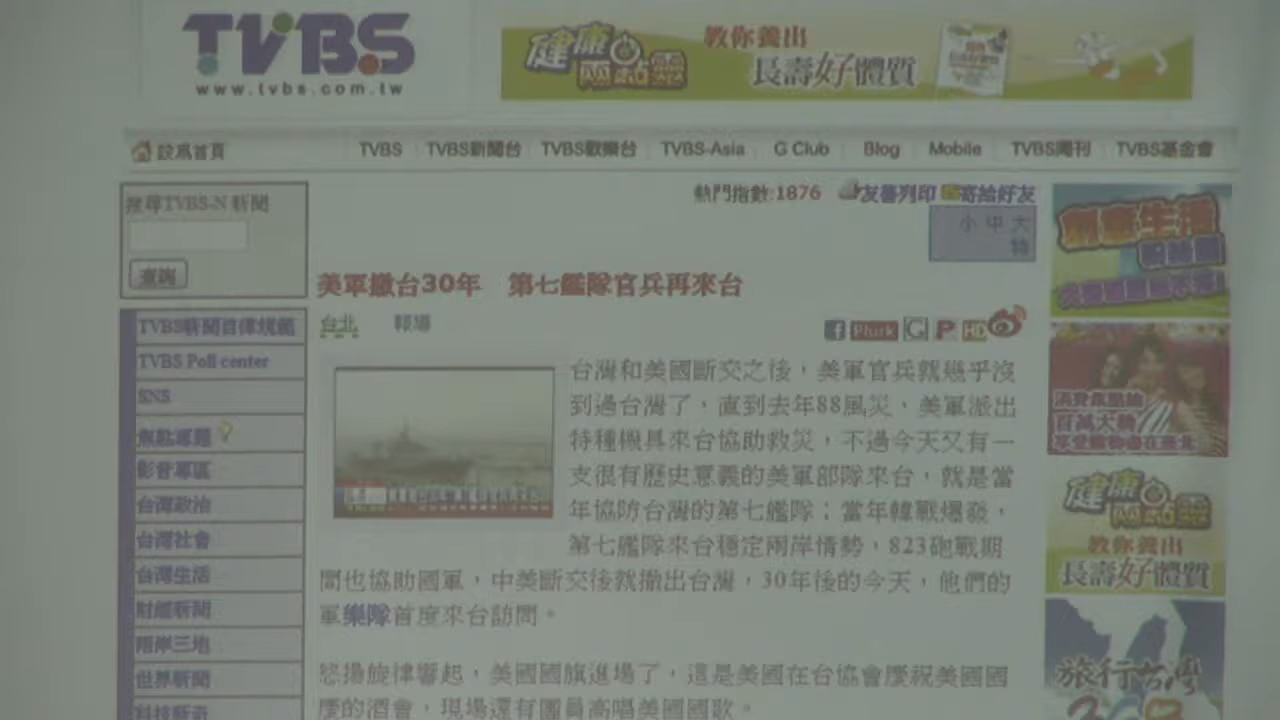 TVBS
www.tvbs.com.tw
健康兩點靈
教你養出
長壽好體質
設為首頁
TVBS
TVBS新聞台
TVBS歡樂台
TVBS-Asia
G Club
Blog
Mobile
TVBS周刊
TVBS基金會
搜尋TVBS-N 新聞
查詢
熱門指數:1876
友善列印
寄給好友
小 中 大
美軍撤台30年 第七艦隊官兵再來台
台北
報導
Plurk
HD
TVBS Poll center
SNS
焦點專題
影音專區
台灣政治
台灣社會
台灣生活
財經新聞
兩岸三地
世界新聞
台灣和美國斷交之後，美軍官兵就幾乎沒
到過台灣了，直到去年88風災，美軍派出
特種機具來台協助救災，不過今天又有一
支很有歷史意義的美軍部隊來台，就是當
年協防台灣的第七艦隊；當年韓戰爆發，
第七艦隊來台穩定兩岸情勢，823砲戰期
間也協助國軍，中美斷交後就撤出台灣，30年後的今天，他們的
軍樂隊首度來台訪問。
悠揚旋律響起，美國國旗進場了，這是美國在台協會慶祝美國國
慶的酒會，現場還有團員高唱美國國歌。
創意生活
百萬大獎
健康兩點靈
教你養出
長壽好體質
旅行台灣